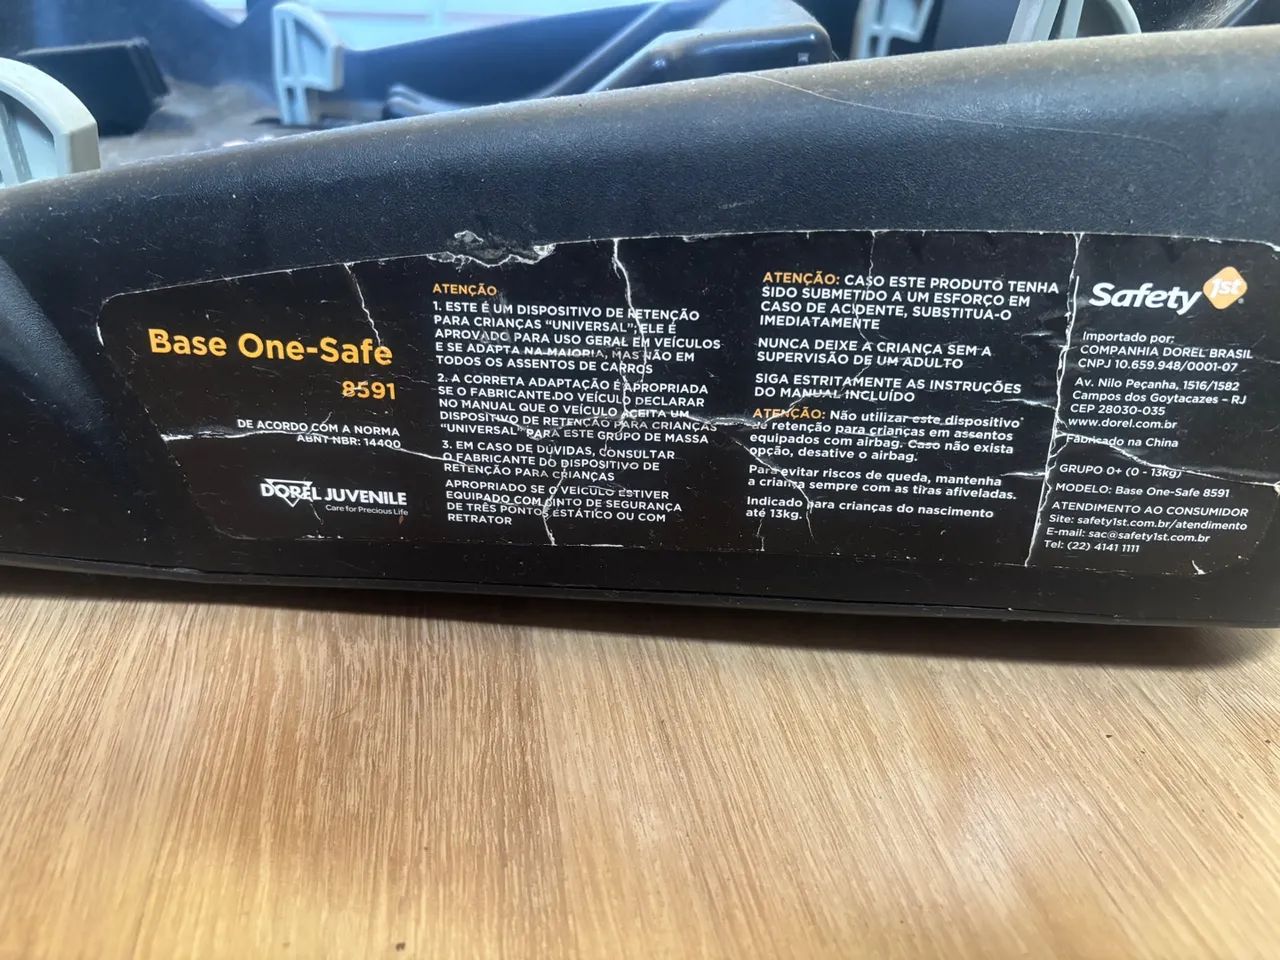 Base One-Safe
8591
DE ACORDO COM A NORMA
ABNT NBR: 14400
DOREL JUVENILE
Care for Precious Life
ATENÇÃO
1. ESTE É UM DISPOSITIVO DE RETENÇÃO
PARA CRIANÇAS "UNIVERSAL"; ELE É
APROVADO PARA USO GERAL EM VEÍCULOS
E SE ADAPTA NA MAIORIA, MAS NÃO EM
TODOS OS ASSENTOS DE CARROS
2. A CORRETA ADAPTAÇÃO É APROPRIADA
SE O FABRICANTE DO VEÍCULO DECLARAR
NO MANUAL QUE O VEÍCULO ACEITA UM
DISPOSITIVO DE RETENÇÃO PARA CRIANÇAS
"UNIVERSAL" PARA ESTE GRUPO DE MASSA
3. EM CASO DE DÚVIDAS, CONSULTAR
O FABRICANTE DO DISPOSITIVO DE
RETENÇÃO PARA CRIANÇAS
APROPRIADO SE O VEÍCULO ESTIVER
EQUIPADO COM CINTO DE SEGURANÇA
DE TRÊS PONTOS ESTÁTICO OU COM
RETRATOR
ATENÇÃO: CASO ESTE PRODUTO TENHA
SIDO SUBMETIDO A UM ESFORÇO EM
CASO DE ACIDENTE, SUBSTITUA-O
IMEDIATAMENTE
NUNCA DEIXE A CRIANÇA SEM A
SUPERVISÃO DE UM ADULTO
SIGA ESTRITAMENTE AS INSTRUÇÕES
DO MANUAL INCLUÍDO
ATENÇÃO: Não utilizar este dispositivo
de retenção para crianças em assentos
equipados com airbag. Caso não exista
opção, desative o airbag.
Para evitar riscos de queda, mantenha
a criança sempre com as tiras afiveladas.
Indicado para crianças do nascimento
até 13kg.
Safety 1st
Importado por:
COMPANHIA DOREL BRASIL
CNPJ 10.659.948/0001-07
Av. Nilo Peçanha, 1516/1582
Campos dos Goytacazes – RJ
CEP 28030-035
www.dorel.com.br
Fabricado na China
GRUPO 0+ (0 - 13kg)
MODELO: Base One-Safe 8591
ATENDIMENTO AO CONSUMIDOR
Site: safety1st.com.br/atendimento
E-mail: sac@safety1st.com.br
Tel: (22) 4141 1111